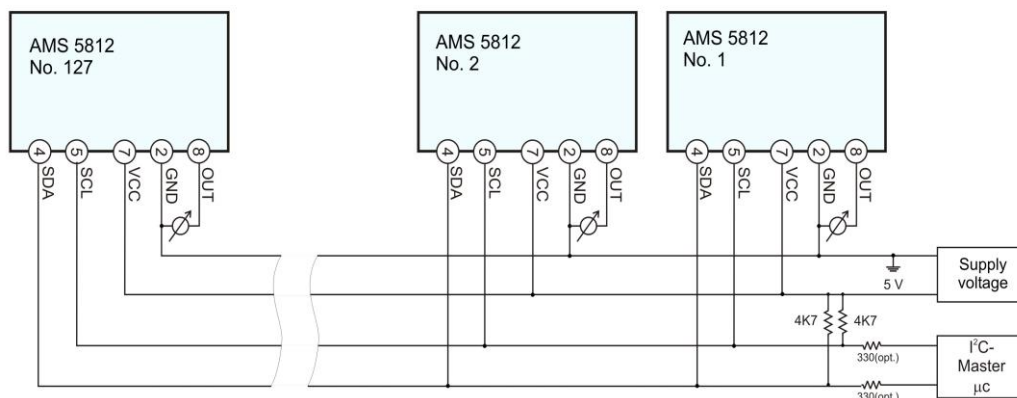 AMS 5812
No. 127
AMS 5812
No. 2
AMS 5812
No. 1
4
5
7
2
8
4
5
7
2
8
4
5
7
2
8
SDA
SCL
VCC
GND
OUT
SDA
SCL
VCC
GND
OUT
SDA
SCL
VCC
GND
OUT
5 V
Supply
voltage
4K7
4K7
330(opt.)
330(opt.)
I²C-
Master
µc